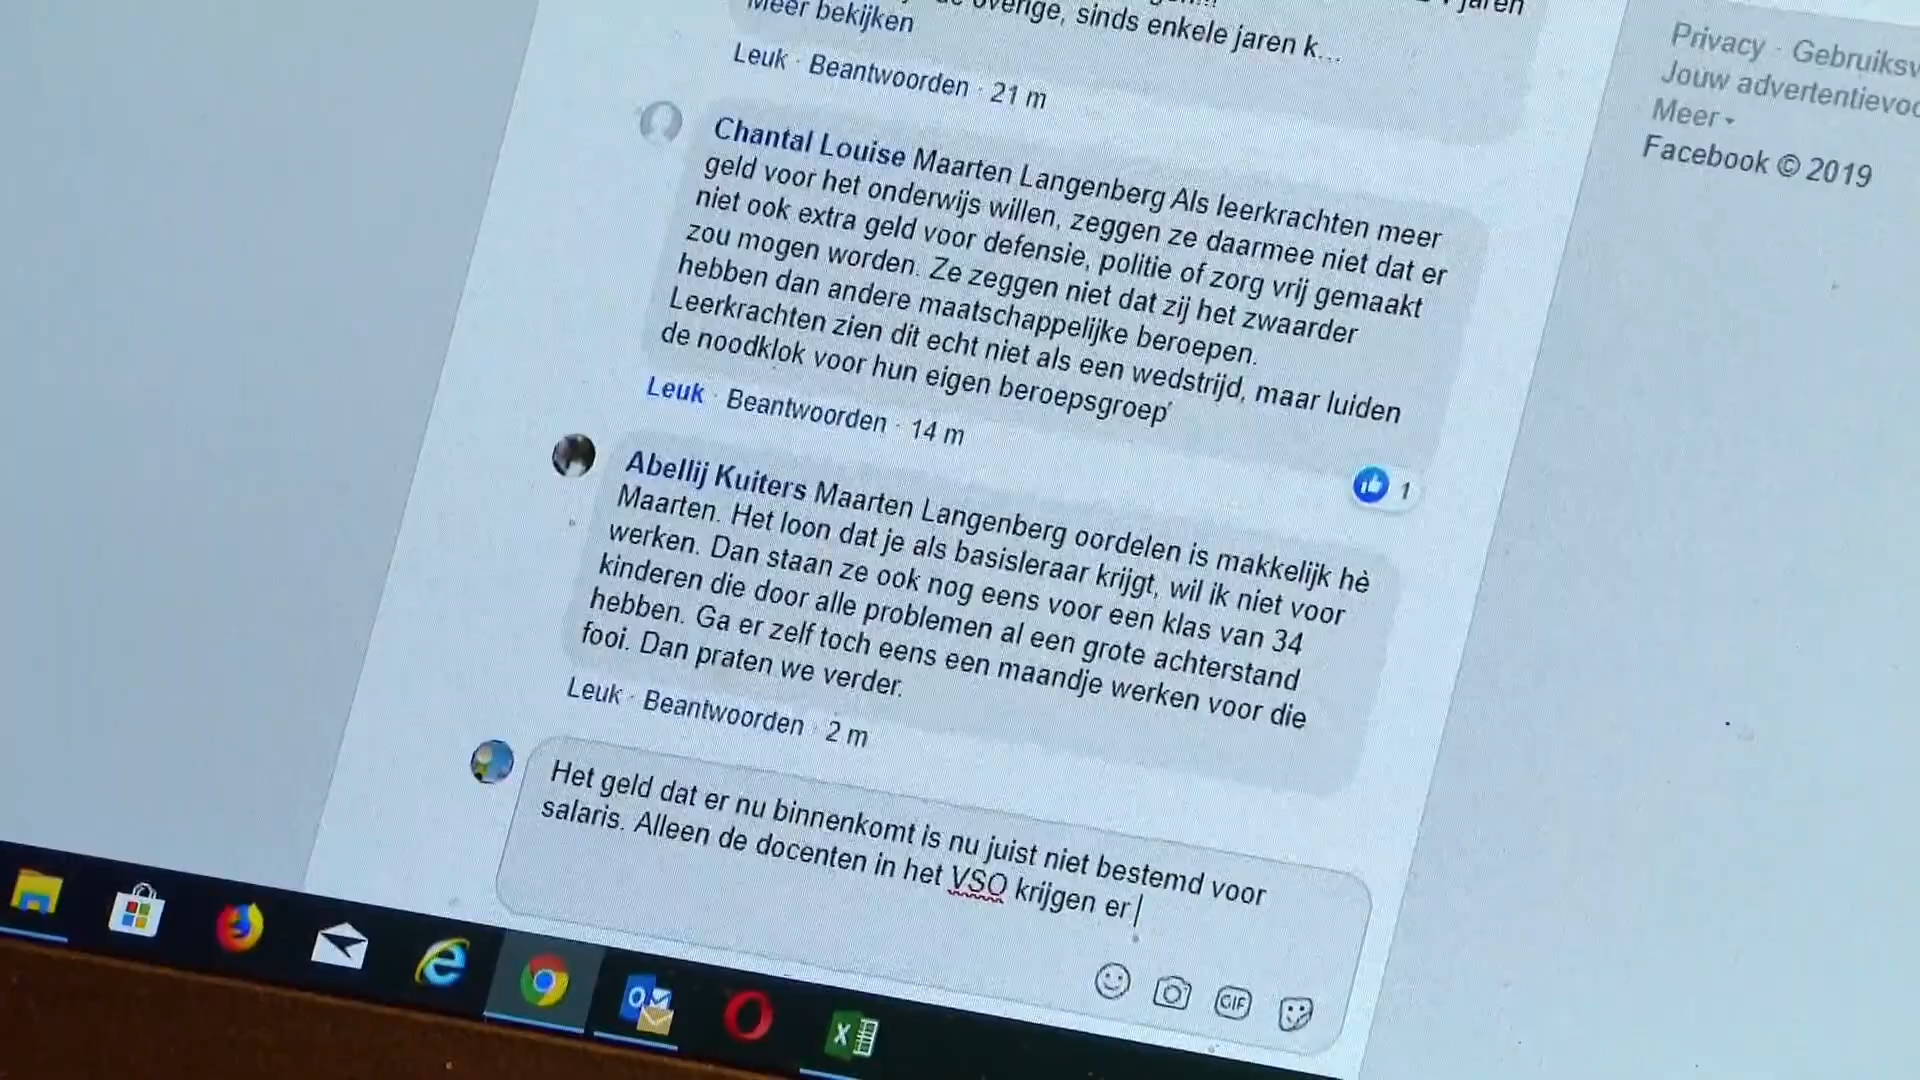 jaren
overige, sinds enkele jaren k...
Meer bekijken
Leuk · Beantwoorden · 21 m
Chantal Louise Maarten Langenberg Als leerkrachten meer
geld voor het onderwijs willen, zeggen ze daarmee niet dat er
niet ook extra geld voor defensie, politie of zorg vrij gemaakt
zou mogen worden. Ze zeggen niet dat zij het zwaarder
hebben dan andere maatschappelijke beroepen.
Leerkrachten zien dit echt niet als een wedstrijd, maar luiden
de noodklok voor hun eigen beroepsgroep'
Leuk · Beantwoorden · 14 m
1
Abellij Kuiters Maarten Langenberg oordelen is makkelijk hè
Maarten. Het loon dat je als basisleraar krijgt, wil ik niet voor
werken. Dan staan ze ook nog eens voor een klas van 34
kinderen die door alle problemen al een grote achterstand
hebben. Ga er zelf toch eens een maandje werken voor die
fooi. Dan praten we verder.
Leuk · Beantwoorden · 2 m
Het geld dat er nu binnenkomt is nu juist niet bestemd voor
salaris. Alleen de docenten in het VSO krijgen er
GIF
Privacy · Gebruiksv
Jouw advertentievoo
Meer
Facebook © 2019